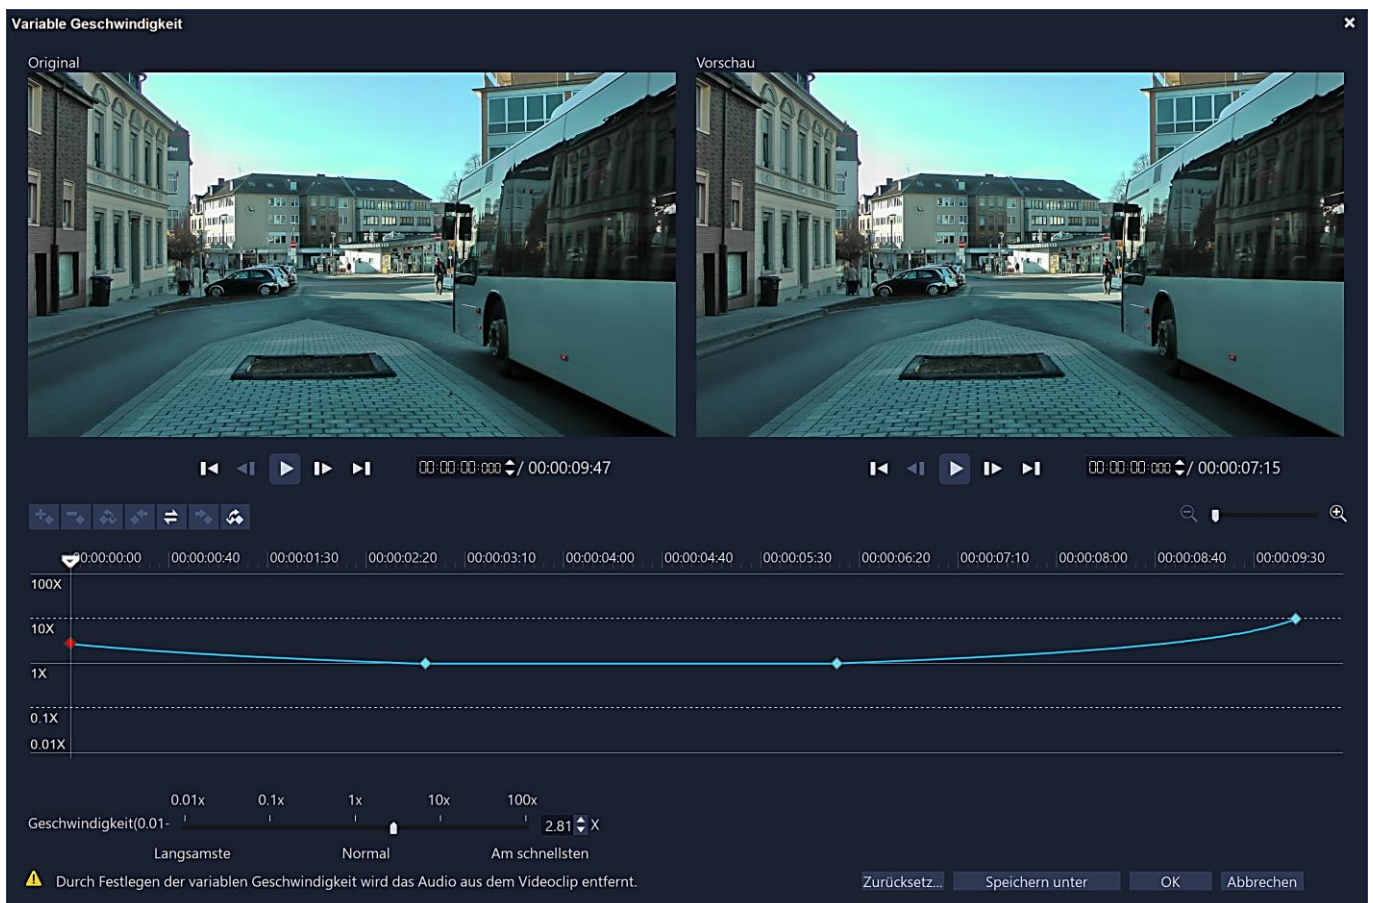 Variable Geschwindigkeit
Original
Vorschau
00:00:00:000 / 00:00:09:47
00:00:00:000 / 00:00:07:15
00:00:00:00 00:00:00:40 00:00:01:30 00:00:02:20 00:00:03:10 00:00:04:00 00:00:04:40 00:00:05:30 00:00:06:20 00:00:07:10 00:00:08:00 00:00:08:40 00:00:09:30
100X
10X
1X
0.1X
0.01X
0.01x 0.1x 1x 10x 100x
Geschwindigkeit(0.01- 2.81 X
Langsamste Normal Am schnellsten
Durch Festlegen der variablen Geschwindigkeit wird das Audio aus dem Videoclip entfernt.
Zurücksetz... Speichern unter OK Abbrechen